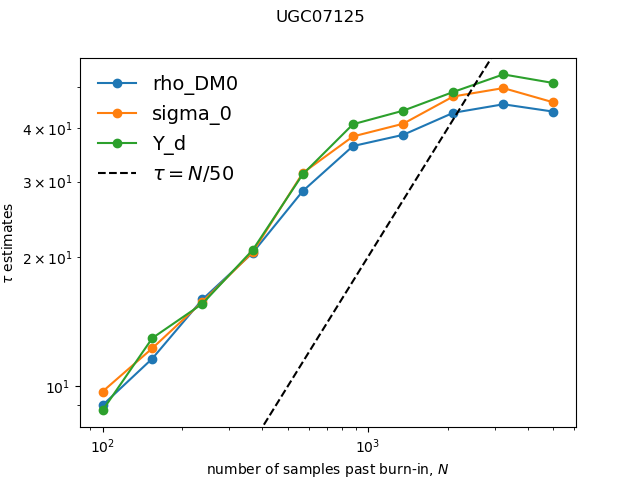 UGC07125
rho_DM0
sigma_0
Y_d
τ = N/50
4 × 10¹
3 × 10¹
2 × 10¹
10¹
τ estimates
10²
10³
number of samples past burn-in, N